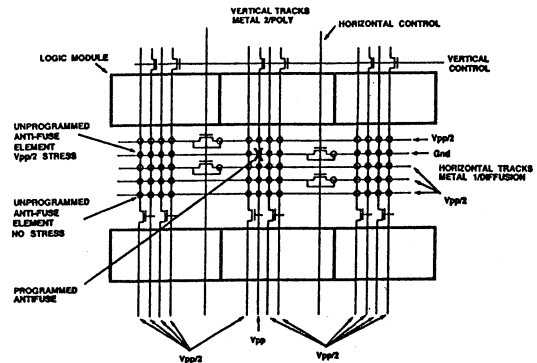 VERTICAL TRACKS
METAL 2/POLY
HORIZONTAL CONTROL
LOGIC MODULE
VERTICAL
CONTROL
UNPROGRAMMED
ANTI-FUSE
ELEMENT
Vpp/2 STRESS
Vpp/2
Gnd
HORIZONTAL TRACKS
METAL 1/DIFFUSION
Vpp/2
UNPROGRAMMED
ANTI-FUSE
ELEMENT
NO STRESS
PROGRAMMED
ANTIFUSE
Vpp/2
Vpp
Vpp/2